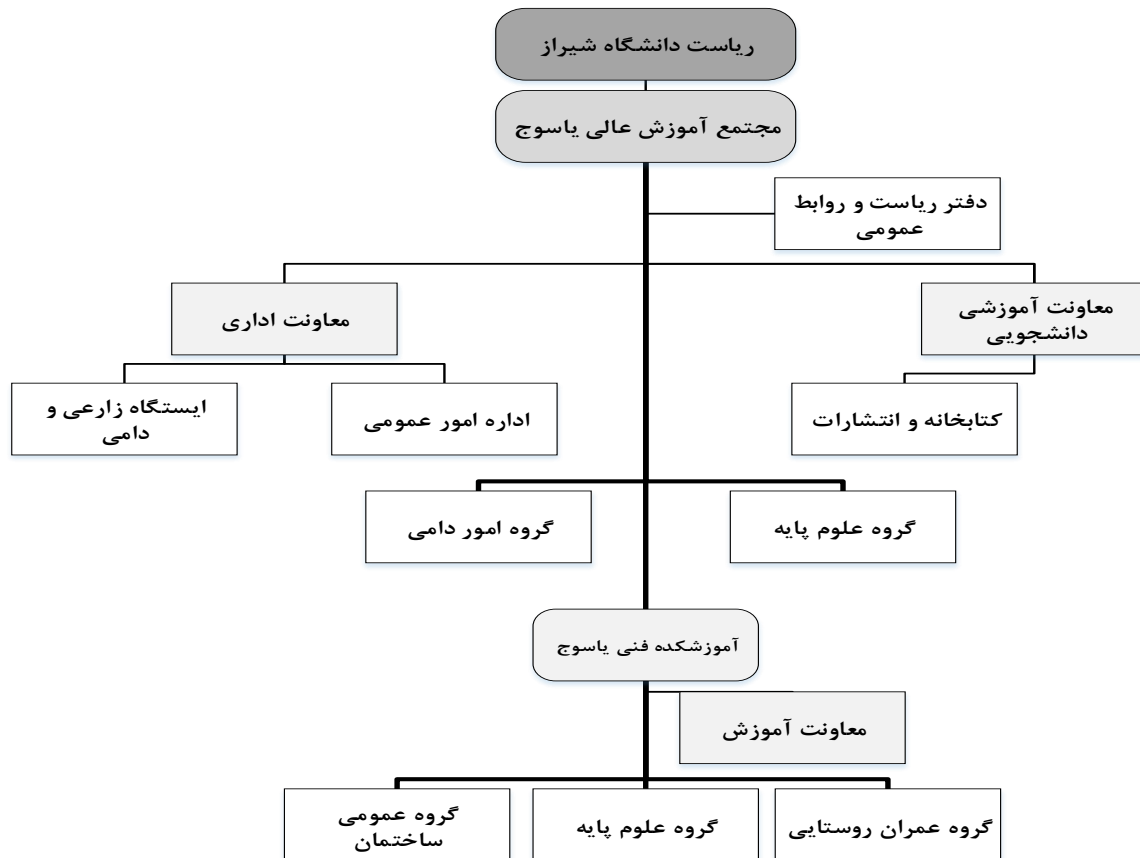 ریاست دانشگاه شیراز
مجتمع آموزش عالی یاسوج
دفتر ریاست و روابط
عمومی
معاونت آموزشی
دانشجویی
معاونت اداری
کتابخانه و انتشارات
اداره امور عمومی
ایستگاه زارعی و
دامی
گروه علوم پایه
گروه امور دامی
آموزشکده فنی یاسوج
معاونت آموزش
گروه عمران روستایی
گروه علوم پایه
گروه عمومی
ساختمان